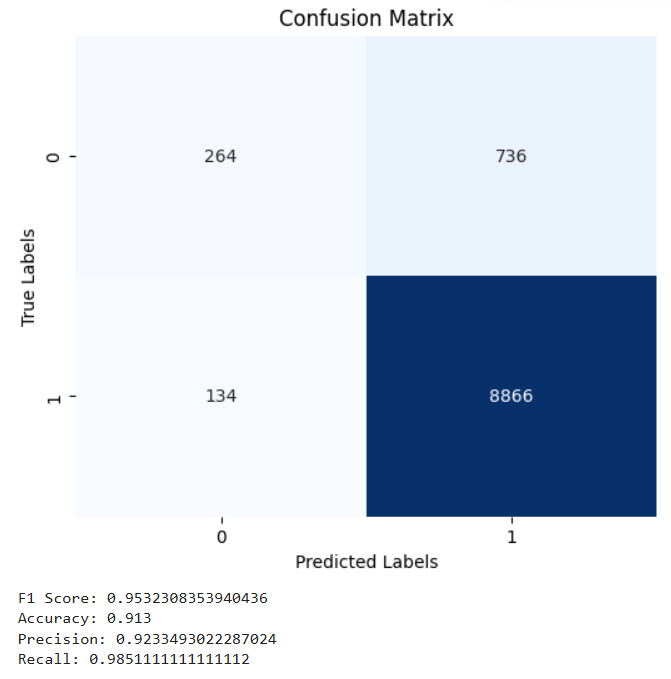 Confusion Matrix
0
264
736
True Labels
1
134
8866
0
1
Predicted Labels
F1 Score: 0.9532308353940436
Accuracy: 0.913
Precision: 0.9233493022287024
Recall: 0.9851111111111112